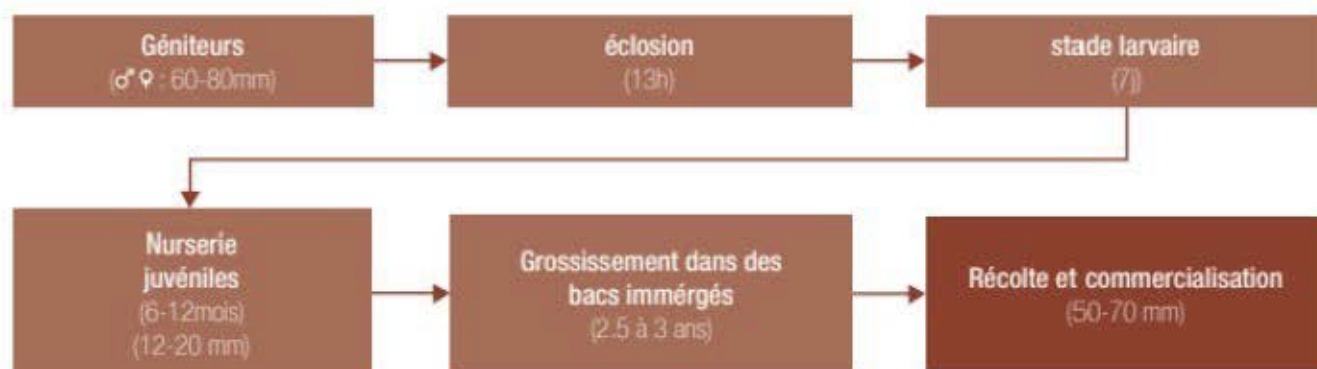 Géniteurs
(♂♀ : 60-80mm)
éclosion
(13h)
stade larvaire
(7j)
Nurserie
juvéniles
(6-12mois)
(12-20 mm)
Grossissement dans des
bacs immérgés
(2.5 à 3 ans)
Récolte et commercialisation
(50-70 mm)